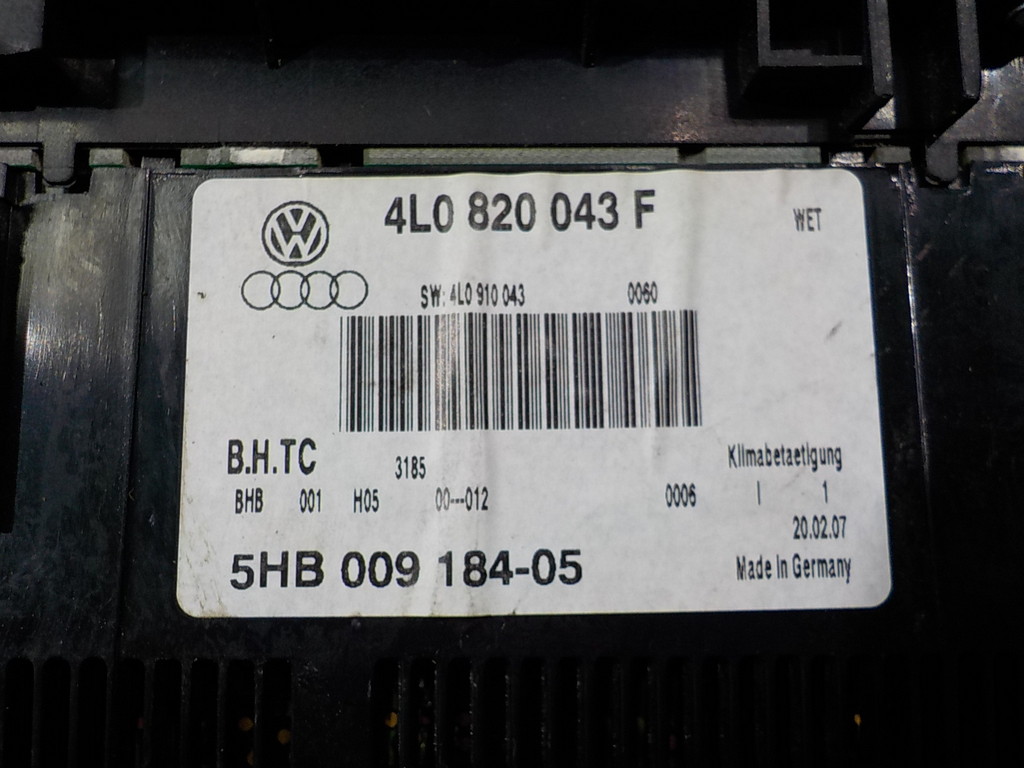 4L0 820 043 F
WET
SW: 4L0 910 043 0060
B.H.TC 3185 Klimabetaetigung
BHB 001 H05 00---012 0006 I 1
20.02.07
5HB 009 184-05 Made in Germany